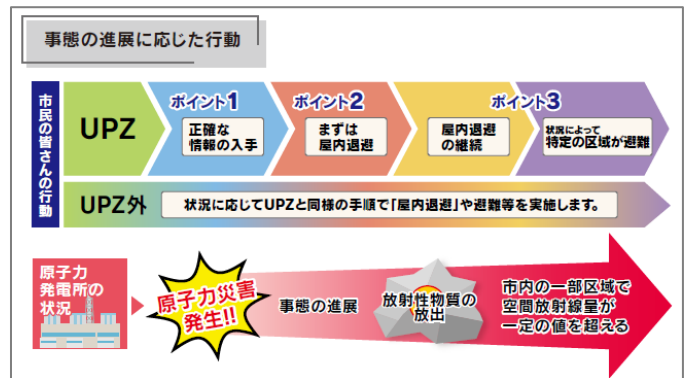 事態の進展に応じた行動
市民の皆さんの行動
UPZ
ポイント1
正確な
情報の入手
ポイント2
まずは
屋内退避
ポイント3
屋内退避
の継続
状況によって
特定の区域が避難
UPZ外
状況に応じてUPZと同様の手順で「屋内退避」や避難等を実施します。
原子力
発電所の
状況
原子力災害
発生!!
事態の進展
放射性物質の
放出
市内の一部区域で
空間放射線量が
一定の値を超える